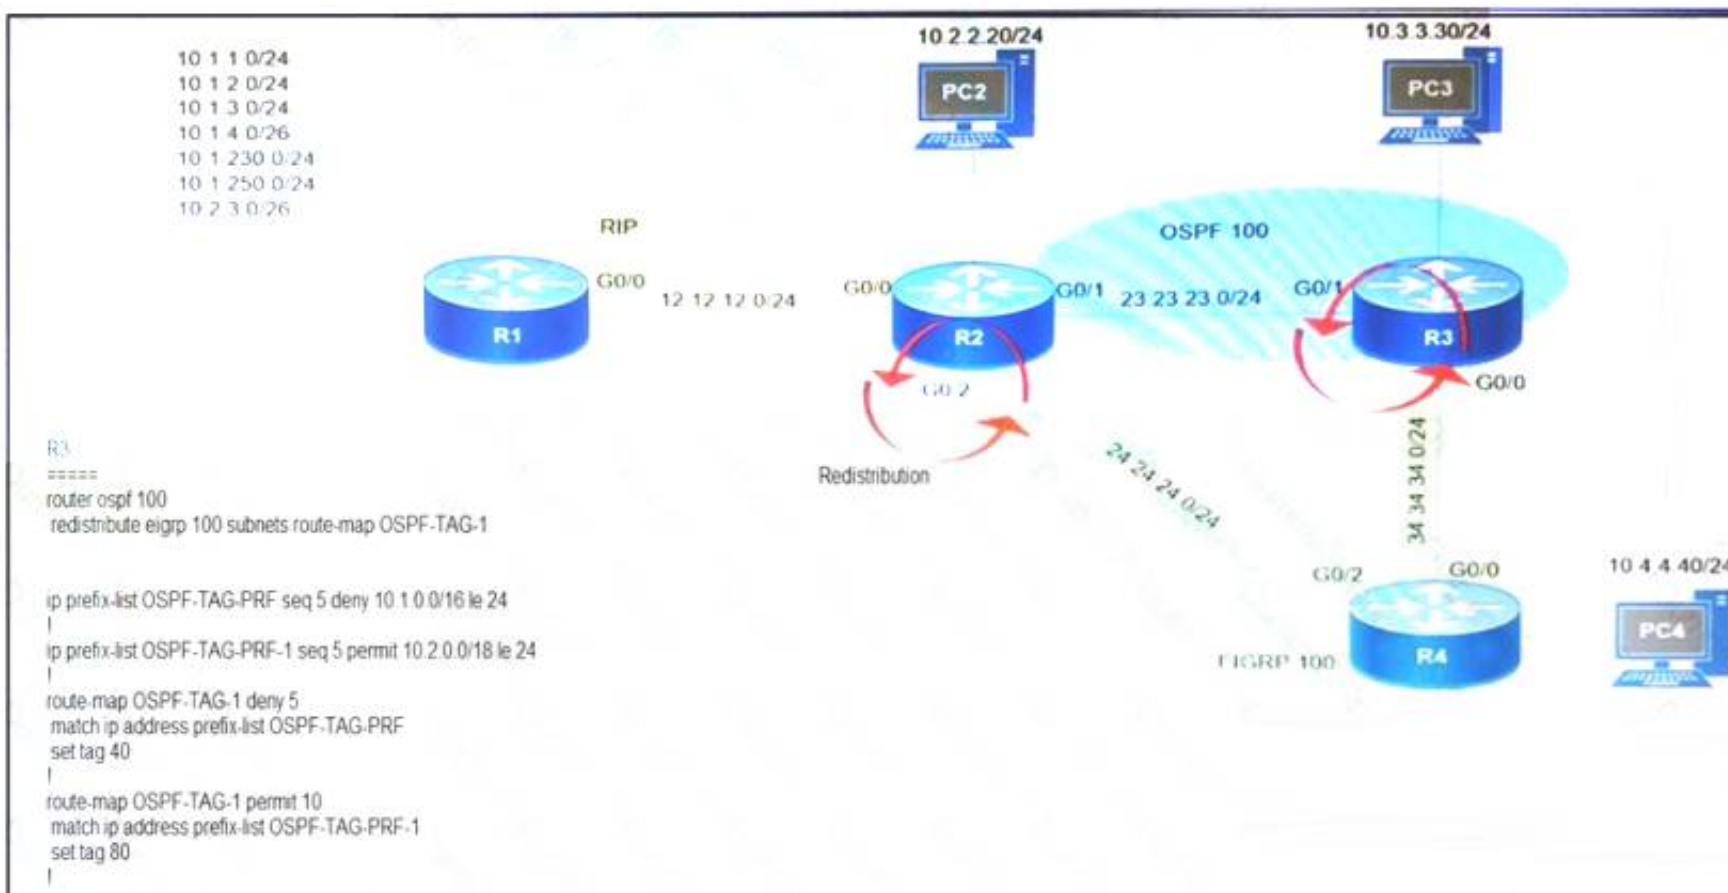 10 1 1 0/24
10 1 2 0/24
10 1 3 0/24
10 1 4 0/26
10 1 230 0/24
10 1 250 0/24
10 2 3 0/26
10 2 2.20/24
PC2
10.3 3.30/24
PC3
RIP
G0/0
12 12 12 0/24
R1
OSPF 100
G0/0
G0/1
23 23 23 0/24
G0/1
R2
R3
G0/2
G0/0
Redistribution
24 24 24 0/24
34 34 34 0/24
G0/2
G0/0
10 4 4 40/24
PC4
EIGRP 100
R4
R3
=====
router ospf 100
redistribute eigrp 100 subnets route-map OSPF-TAG-1
ip prefix-list OSPF-TAG-PRF seq 5 deny 10.1.0.0/16 le 24
!
ip prefix-list OSPF-TAG-PRF-1 seq 5 permit 10.2.0.0/18 le 24
!
route-map OSPF-TAG-1 deny 5
match ip address prefix-list OSPF-TAG-PRF
set tag 40
!
route-map OSPF-TAG-1 permit 10
match ip address prefix-list OSPF-TAG-PRF-1
set tag 80
!